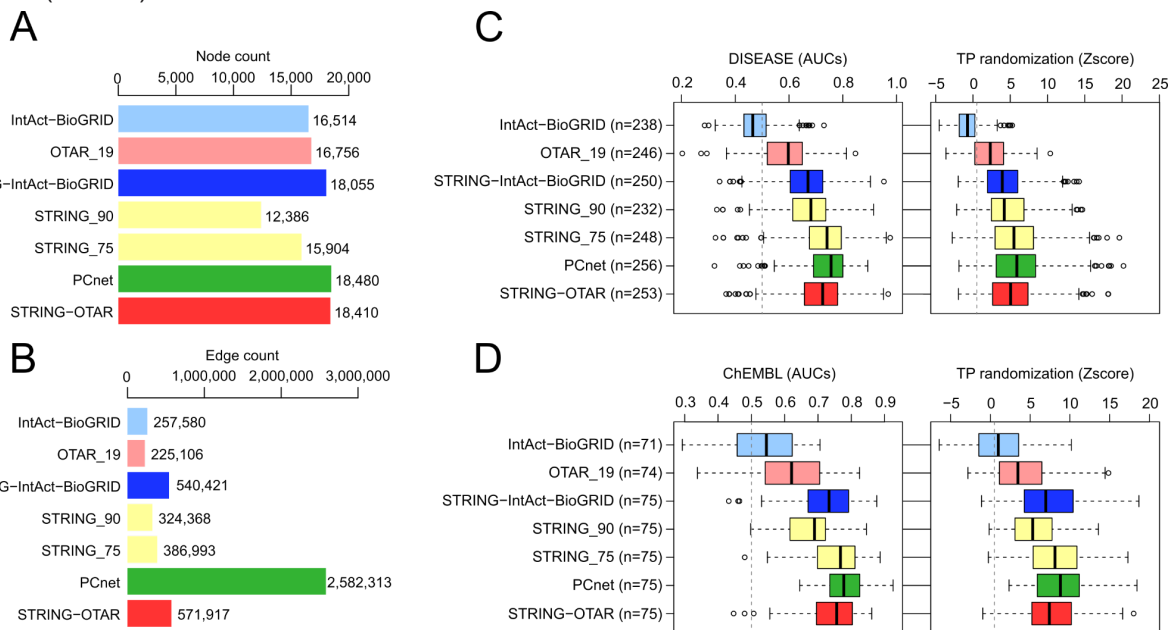 A
Node count
0 5,000 10,000 15,000 20,000
IntAct−BioGRID 16,514
OTAR_19 16,756
G-IntAct−BioGRID 18,055
STRING_90 12,386
STRING_75 15,904
PCnet 18,480
STRING−OTAR 18,410
B
Edge count
0 1,000,000 2,000,000 3,000,000
IntAct−BioGRID 257,580
OTAR_19 225,106
G-IntAct−BioGRID 540,421
STRING_90 324,368
STRING_75 386,993
PCnet 2,582,313
STRING−OTAR 571,917
C
DISEASE (AUCs) TP randomization (Zscore)
0.2 0.4 0.6 0.8 1.0 −5 0 5 10 15 20 25
IntAct−BioGRID (n=238)
OTAR_19 (n=246)
STRING-IntAct−BioGRID (n=250)
STRING_90 (n=232)
STRING_75 (n=248)
PCnet (n=256)
STRING−OTAR (n=253)
D
ChEMBL (AUCs) TP randomization (Zscore)
0.3 0.4 0.5 0.6 0.7 0.8 0.9 −5 0 5 10 15 20
IntAct−BioGRID (n=71)
OTAR_19 (n=74)
STRING-IntAct−BioGRID (n=75)
STRING_90 (n=75)
STRING_75 (n=75)
PCnet (n=75)
STRING−OTAR (n=75)